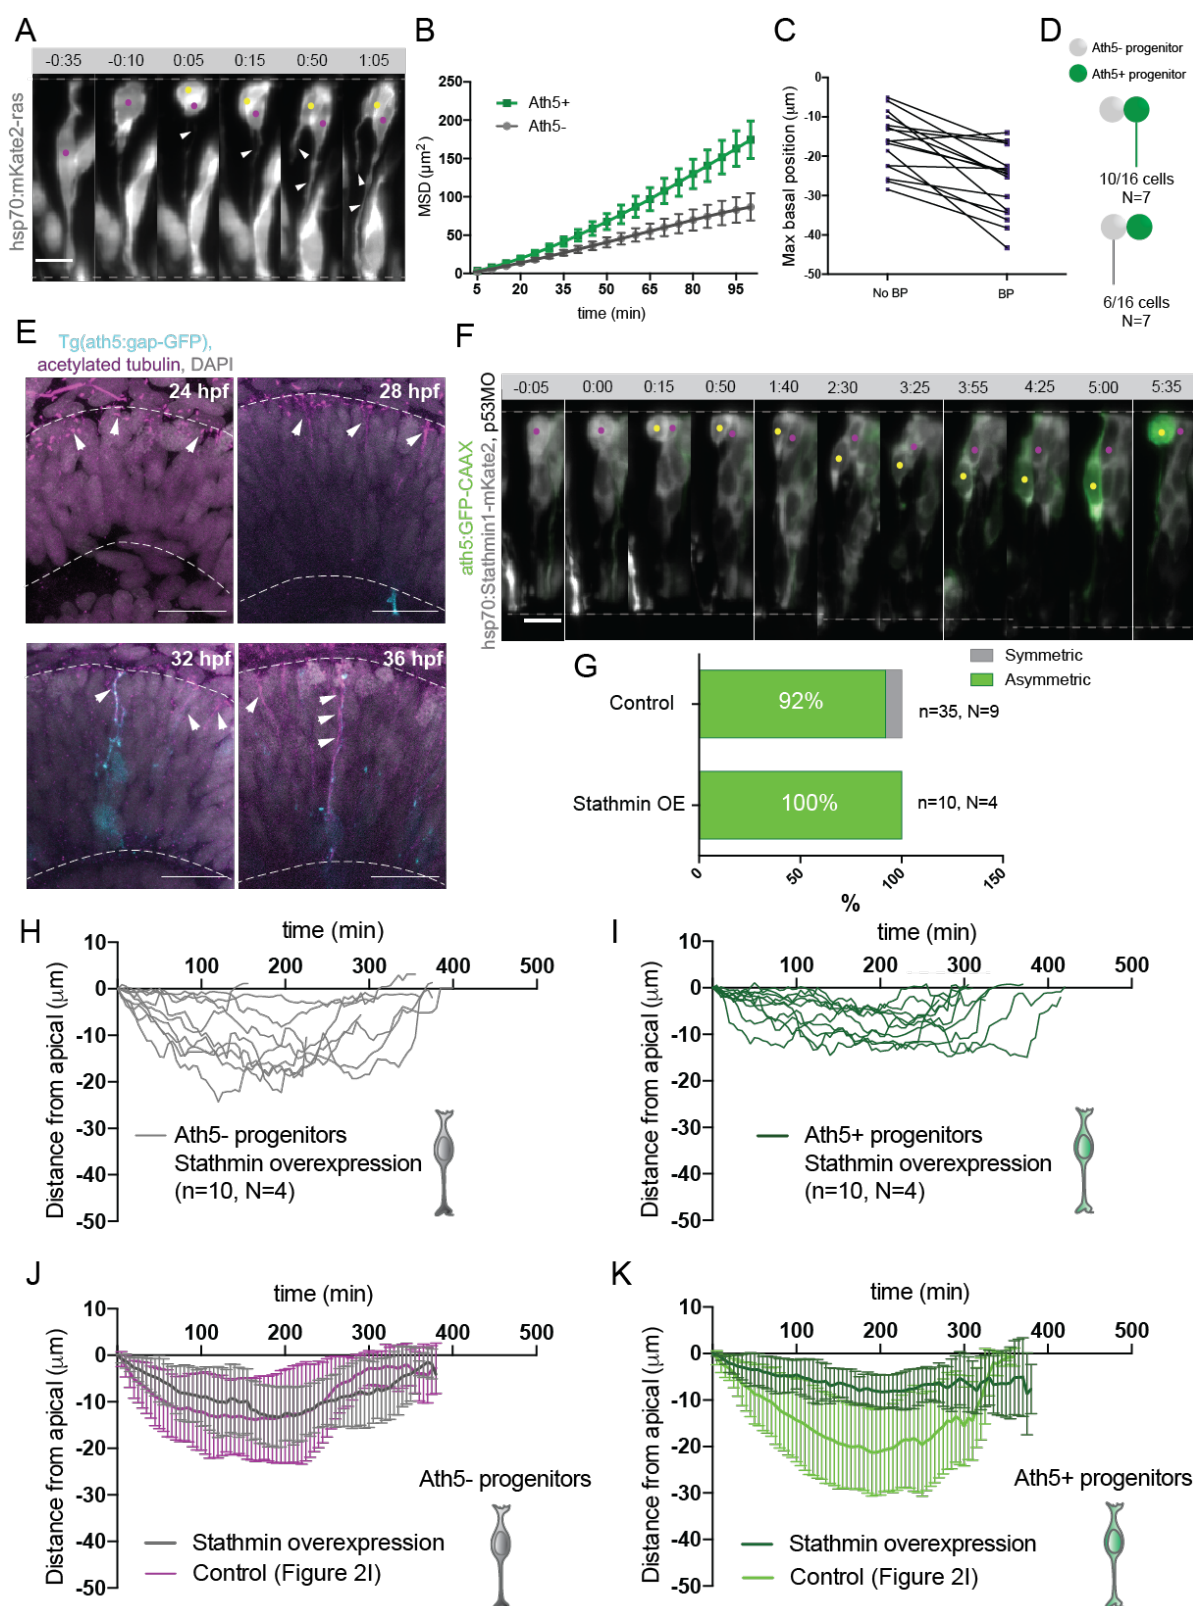 A
-0:35 -0:10 0:05 0:15 0:50 1:05
hsp70:mKate2-ras
B
250
200
150
100
50
0
MSD (µm²)
Ath5+
Ath5-
5 20 35 50 65 80 95
time (min)
C
0
-10
-20
-30
-40
-50
Max basal position (µm)
No BP BP
D
Ath5- progenitor
Ath5+ progenitor
10/16 cells
N=7
6/16 cells
N=7
E
Tg(ath5:gap-GFP),
acetylated tubulin, DAPI
24 hpf
28 hpf
32 hpf
36 hpf
F
-0:05 0:00 0:15 0:50 1:40 2:30 3:25 3:55 4:25 5:00 5:35
ath5:GFP-CAAX
hsp70:Stathmin1-mKate2, p53MO
G
Symmetric
Asymmetric
Control
92%
n=35, N=9
Stathmin OE
100%
n=10, N=4
0 50 100 150
%
H
time (min)
10
0
-10
-20
-30
-40
-50
100 200 300 400 500
Distance from apical (µm)
Ath5- progenitors
Stathmin overexpression
(n=10, N=4)
I
time (min)
10
0
-10
-20
-30
-40
-50
100 200 300 400 500
Distance from apical (µm)
Ath5+ progenitors
Stathmin overexpression
(n=10, N=4)
J
time (min)
10
0
-10
-20
-30
-40
-50
100 200 300 400 500
Distance from apical (µm)
Ath5- progenitors
Stathmin overexpression
Control (Figure 2I)
K
time (min)
10
0
-10
-20
-30
-40
-50
100 200 300 400 500
Distance from apical (µm)
Ath5+ progenitors
Stathmin overexpression
Control (Figure 2I)